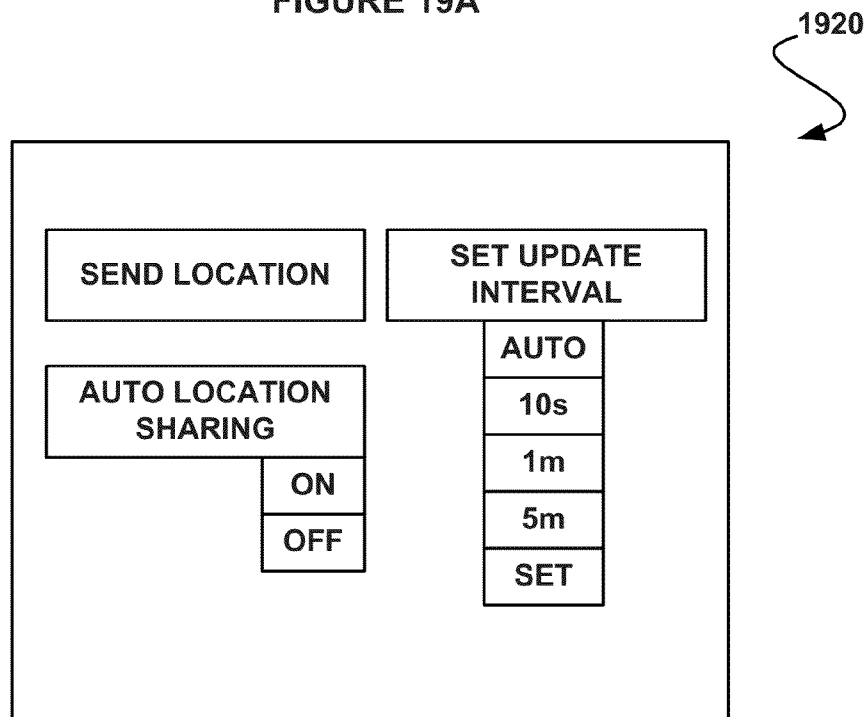 FIGURE 19A
1920
SEND LOCATION
SET UPDATE
INTERVAL
AUTO
10s
1m
5m
SET
AUTO LOCATION
SHARING
ON
OFF